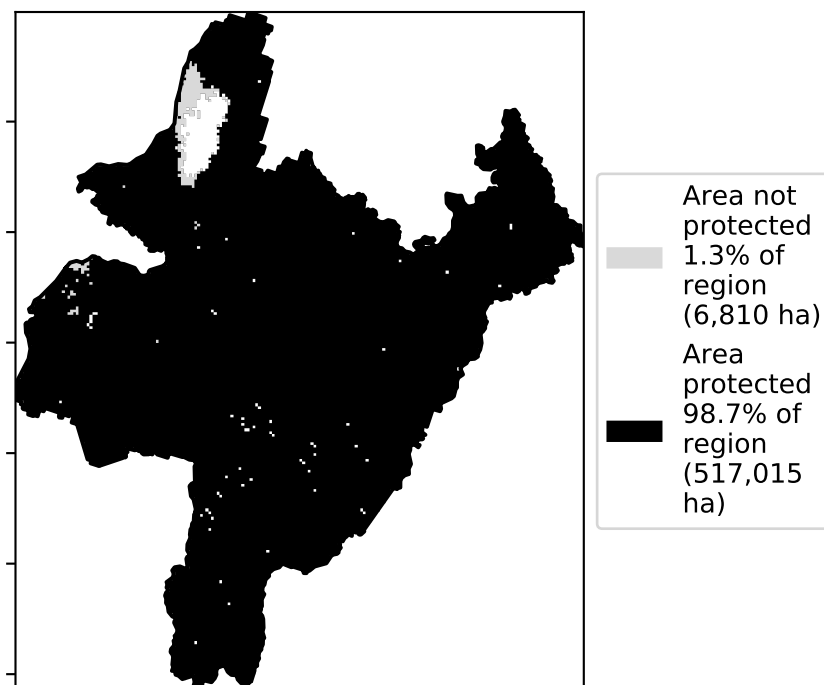 Area not
protected
1.3% of
region
(6,810 ha)
Area
protected
98.7% of
region
(517,015
ha)